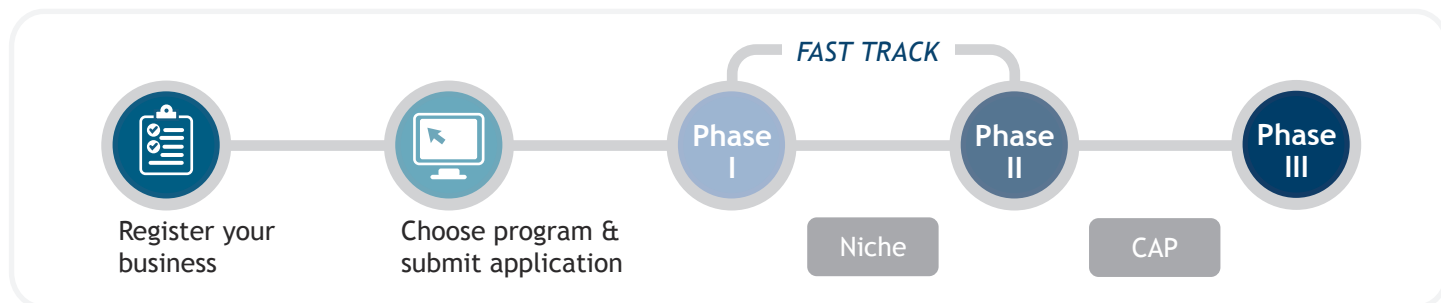 FAST TRACK
Phase
I
Phase
II
Phase
III
Register your
business
Choose program &
submit application
Niche
CAP